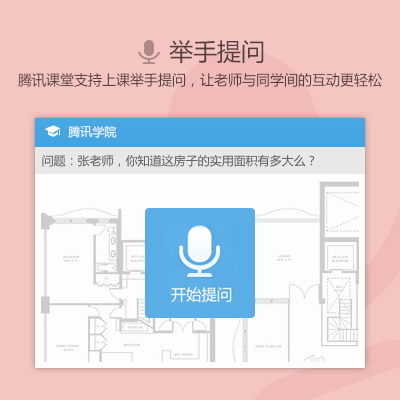 举手提问
腾讯课堂支持上课举手提问，让老师与同学间的互动更轻松
腾讯学院
问题：张老师，你知道这房子的实用面积有多大么？
开始提问